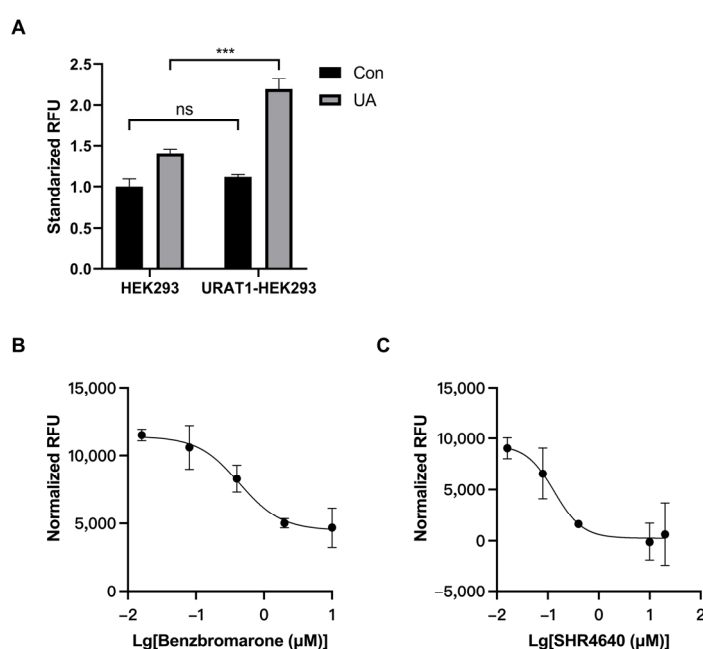 A
***
ns
Con
UA
Standarized RFU
2.5
2.0
1.5
1.0
0.5
0.0
HEK293 URAT1-HEK293
B
Normalized RFU
15,000
10,000
5,000
0
−2 −1 0 1
Lg[Benzbromarone (μM)]
C
Normalized RFU
15,000
10,000
5,000
0
−5,000
−2 −1 0 1 2
Lg[SHR4640 (μM)]